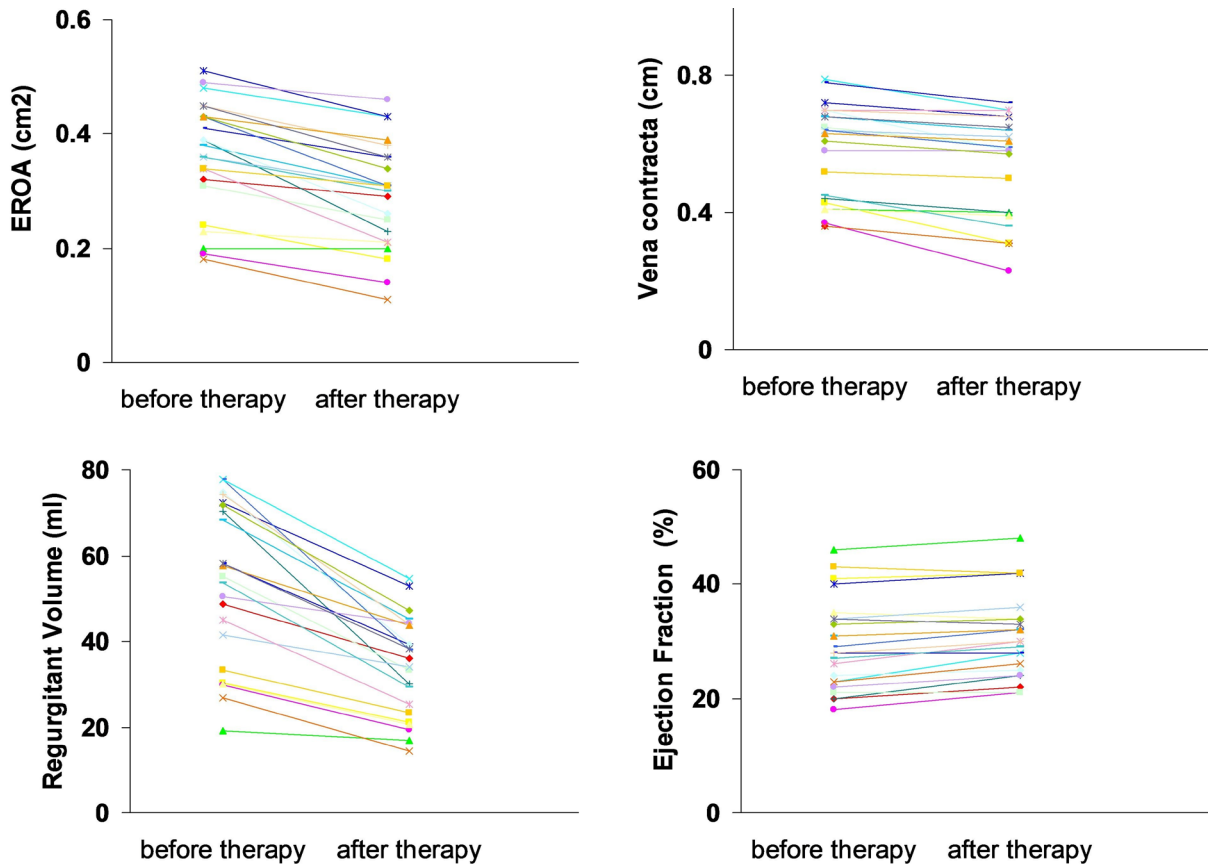 EROA (cm2)
0.6
0.4
0.2
0
before therapy after therapy
Vena contracta (cm)
0.8
0.4
0
before therapy after therapy
Regurgitant Volume (ml)
80
60
40
20
0
before therapy after therapy
Ejection Fraction (%)
60
40
20
0
before therapy after therapy